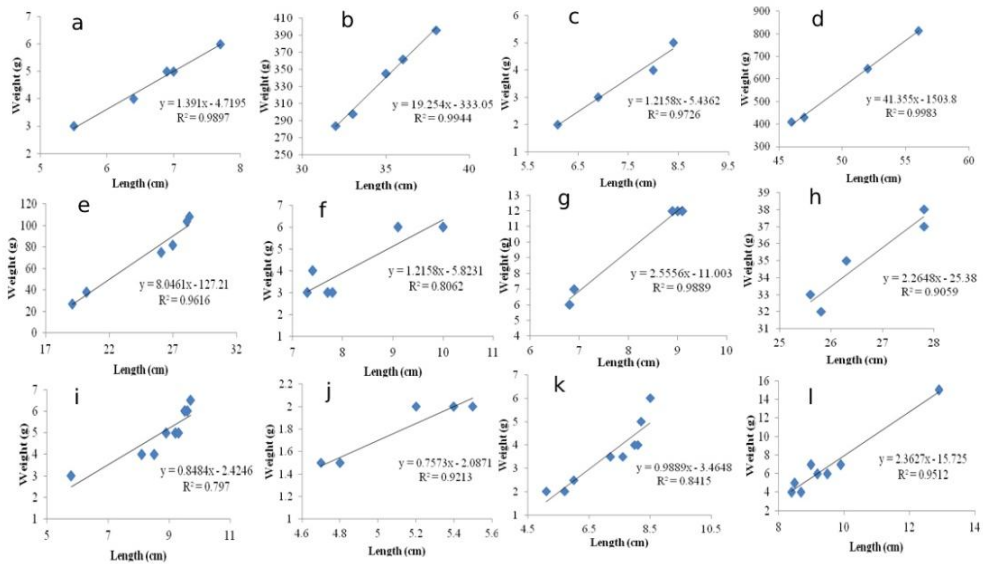 a
7
6
5
4
3
2
Weight (g)
y = 1.391x - 4.7195
R² = 0.9897
5 6 7 8
Length (cm)
b
410
390
370
350
330
310
290
270
250
Weight (g)
y = 19.254x - 333.05
R² = 0.9944
30 35 40
Length (cm)
c
6
5
4
3
2
1
Weight (g)
y = 1.2158x - 5.4362
R² = 0.9726
5.5 6.5 7.5 8.5 9.5
Length (cm)
d
900
800
700
600
500
400
300
Weight (g)
y = 41.355x - 1503.8
R² = 0.9983
45 50 55 60
Length (cm)
e
120
100
80
60
40
20
0
Weight (g)
y = 8.0461x - 127.21
R² = 0.9616
17 22 27 32
Length (cm)
f
7
6
5
4
3
2
1
Weight (g)
y = 1.2158x - 5.8231
R² = 0.8062
7 8 9 10 11
Length (cm)
g
13
12
11
10
9
8
7
6
5
4
Weight (g)
y = 2.5556x - 11.003
R² = 0.9889
6 7 8 9 10
Length (cm)
h
39
38
37
36
35
34
33
32
31
Weight (g)
y = 2.2648x - 25.38
R² = 0.9059
25 26 27 28
Length (cm)
i
7
6
5
4
3
2
1
Weight (g)
y = 0.8484x - 2.4246
R² = 0.797
5 7 9 11
Length (cm)
j
2.2
2
1.8
1.6
1.4
1.2
1
Weight (g)
y = 0.7573x - 2.0871
R² = 0.9213
4.6 4.8 5 5.2 5.4 5.6
Length (cm)
k
7
6
5
4
3
2
1
Weight (g)
y = 0.9889x - 3.4648
R² = 0.8415
4.5 6.5 8.5 10.5
Length (cm)
l
16
14
12
10
8
6
4
2
0
Weight (g)
y = 2.3627x - 15.725
R² = 0.9512
8 10 12 14
Length (cm)